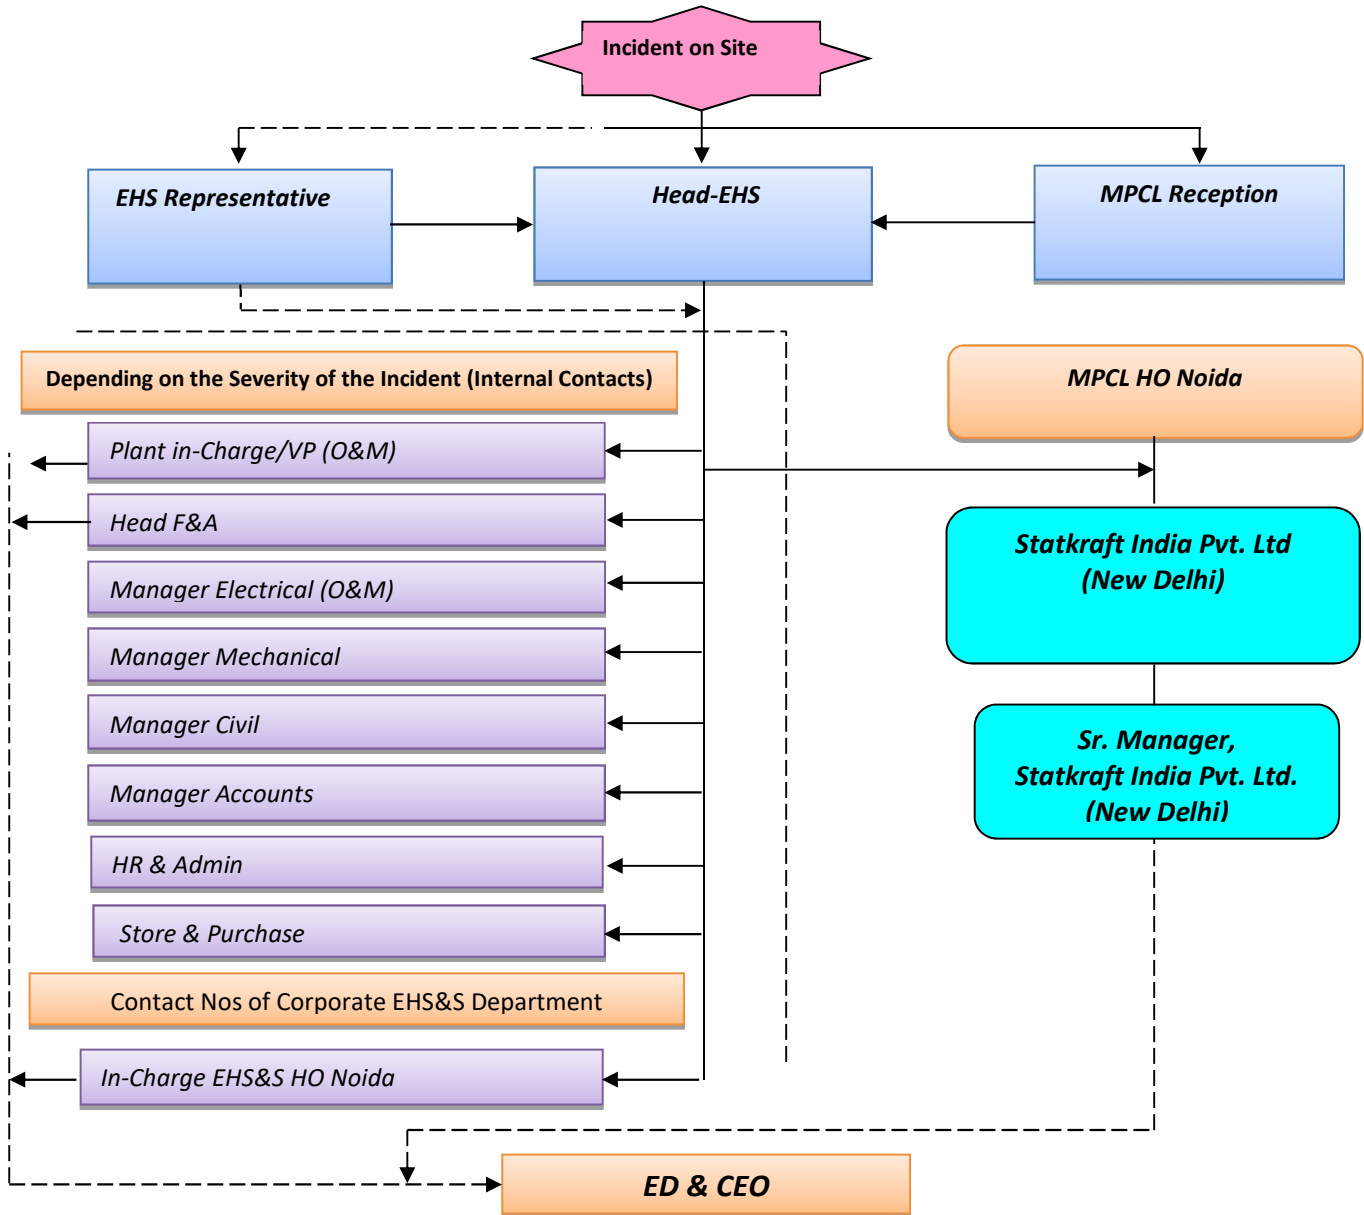 Incident on Site
EHS Representative
Head-EHS
MPCL Reception
Depending on the Severity of the Incident (Internal Contacts)
MPCL HO Noida
Plant in-Charge/VP (O&M)
Head F&A
Manager Electrical (O&M)
Manager Mechanical
Manager Civil
Manager Accounts
HR & Admin
Store & Purchase
Statkraft India Pvt. Ltd
(New Delhi)
Sr. Manager,
Statkraft India Pvt. Ltd.
(New Delhi)
Contact Nos of Corporate EHS&S Department
In-Charge EHS&S HO Noida
ED & CEO